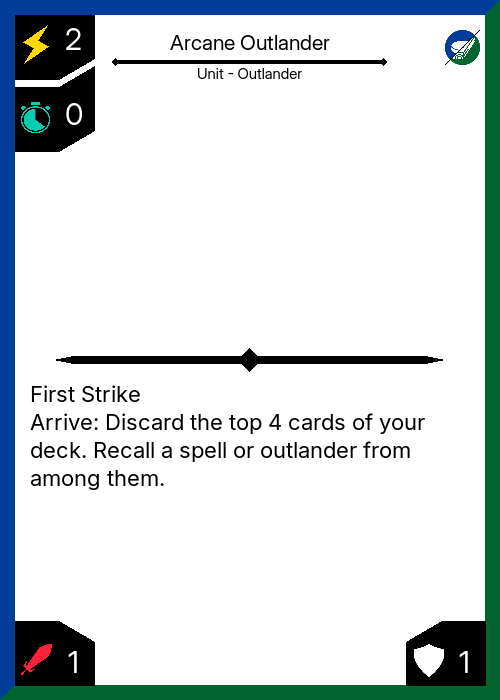 2
Arcane Outlander
Unit - Outlander
0
First Strike
Arrive: Discard the top 4 cards of your
deck. Recall a spell or outlander from
among them.
1
1